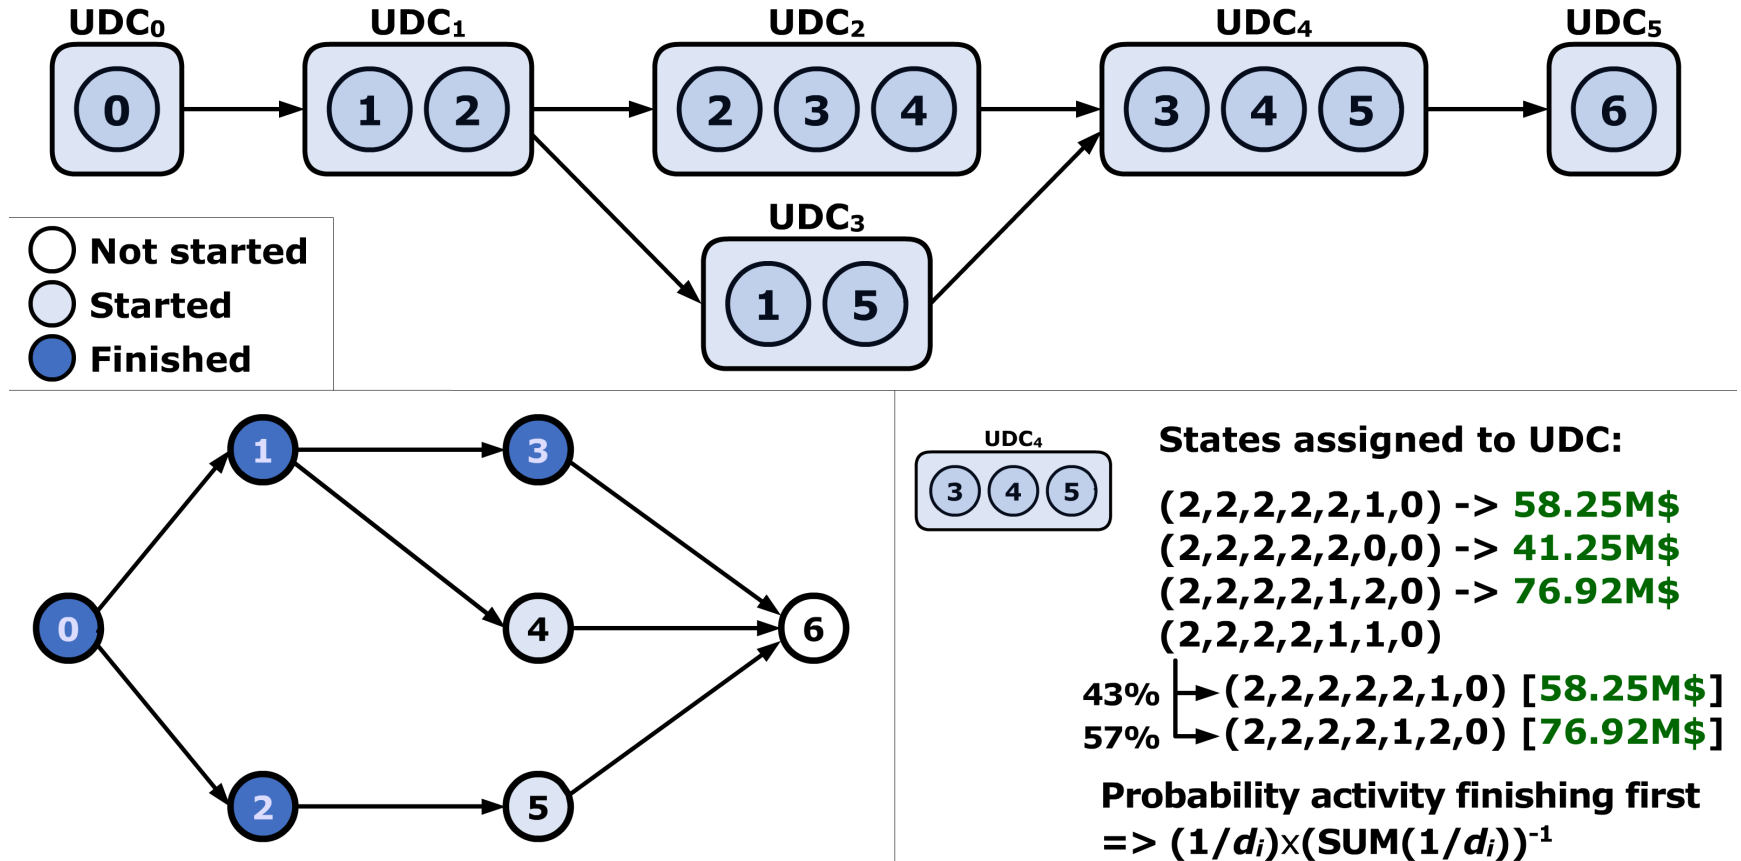 UDC₀ UDC₁ UDC₂ UDC₄ UDC₅
0 1 2 2 3 4 3 4 5 6
UDC₃
1 5
Not started
Started
Finished
1 3
0 4 6
2 5
UDC₄
3 4 5
States assigned to UDC:
(2,2,2,2,2,1,0) -> 58.25M$
(2,2,2,2,2,0,0) -> 41.25M$
(2,2,2,2,1,2,0) -> 76.92M$
(2,2,2,2,1,1,0)
43% (2,2,2,2,2,1,0) [58.25M$]
57% (2,2,2,2,1,2,0) [76.92M$]
Probability activity finishing first
=> (1/dᵢ)x(SUM(1/dᵢ))⁻¹